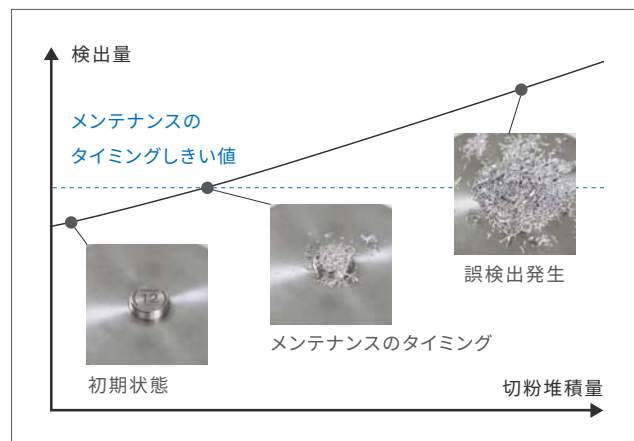 検出量
メンテナンスの
タイミングしきい値
12
誤検出発生
メンテナンスのタイミング
初期状態
切粉堆積量